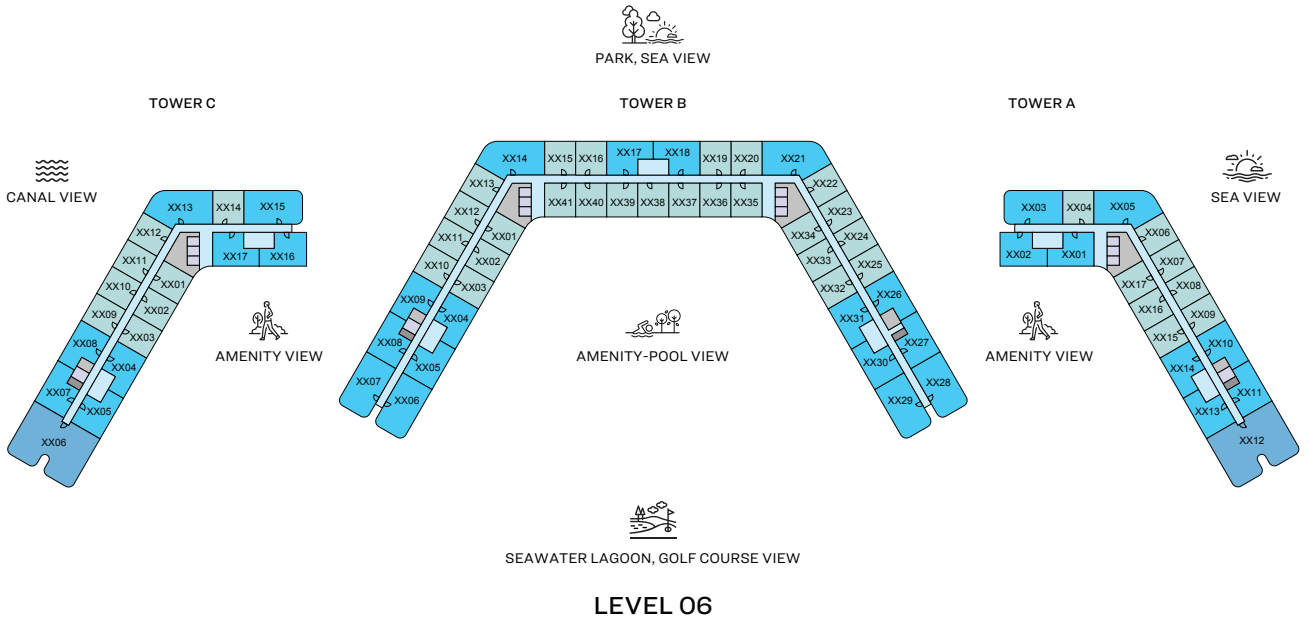 PARK, SEA VIEW
TOWER C
TOWER B
TOWER A
CANAL VIEW
SEA VIEW
XX13
XX14
XX15
XX12
XX17
XX16
XX11
XX01
XX10
XX02
XX09
XX03
XX08
XX04
XX07
XX05
XX06
AMENITY VIEW
XX14
XX15
XX16
XX17
XX18
XX19
XX20
XX21
XX13
XX22
XX41
XX40
XX39
XX38
XX37
XX36
XX35
XX12
XX23
XX11
XX01
XX34
XX24
XX10
XX02
XX33
XX25
XX09
XX03
XX32
XX26
XX08
XX04
XX31
XX27
XX07
XX05
XX30
XX28
XX06
XX29
AMENITY-POOL VIEW
XX03
XX04
XX05
XX02
XX01
XX06
XX07
XX17
XX08
XX16
XX09
XX15
XX10
XX14
XX11
XX13
XX12
AMENITY VIEW
SEAWATER LAGOON, GOLF COURSE VIEW
LEVEL 06